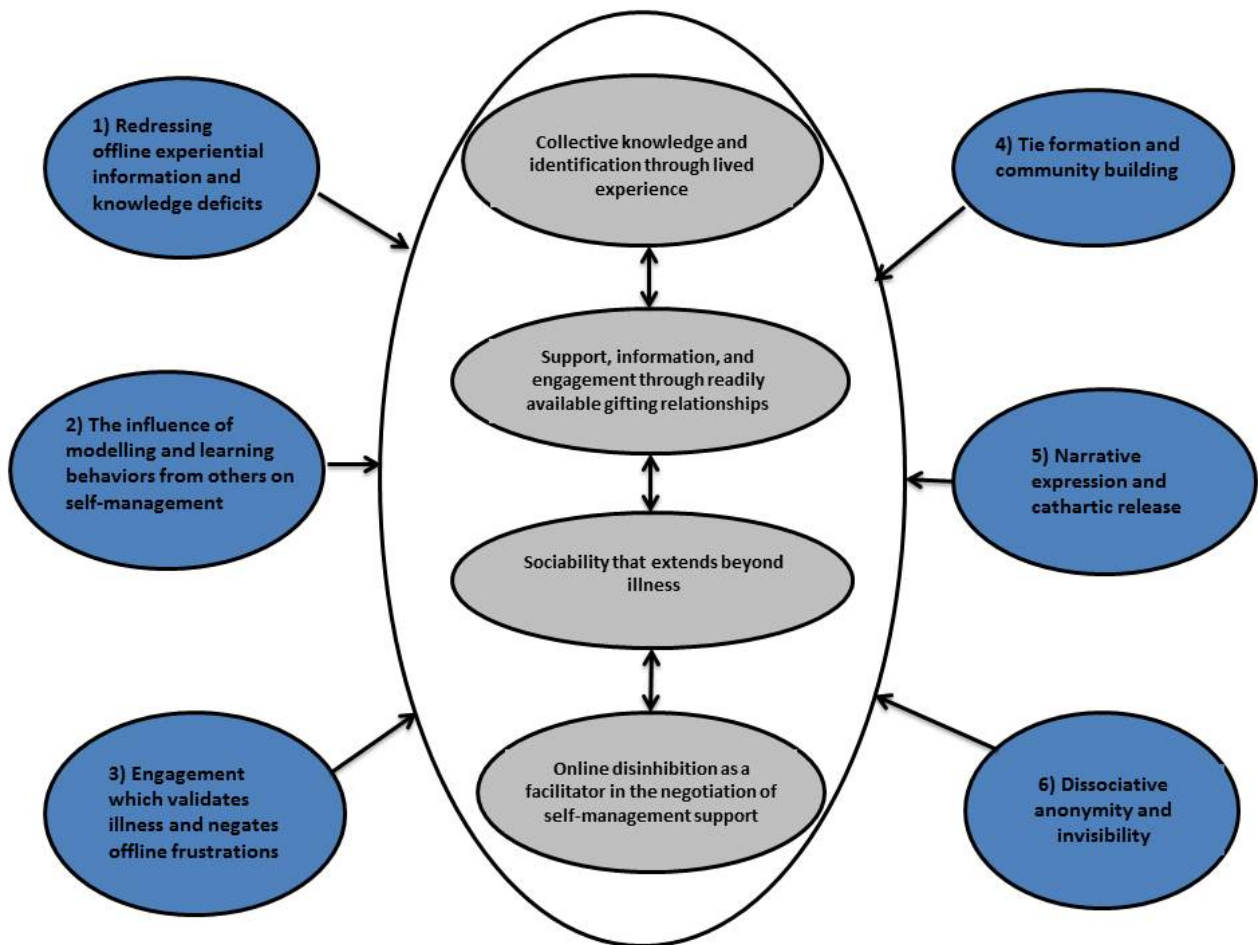 1) Redressing
offline experiential
information and
knowledge deficits
2) The influence of
modelling and learning
behaviors from others on
self-management
3) Engagement
which validates
illness and negates
offline frustrations
Collective knowledge and
identification through lived
experience
Support, information, and
engagement through readily
available gifting relationships
Sociability that extends beyond
illness
Online disinhibition as a
facilitator in the negotiation of
self-management support
4) Tie formation and
community building
5) Narrative
expression and
cathartic release
6) Dissociative
anonymity and
invisibility